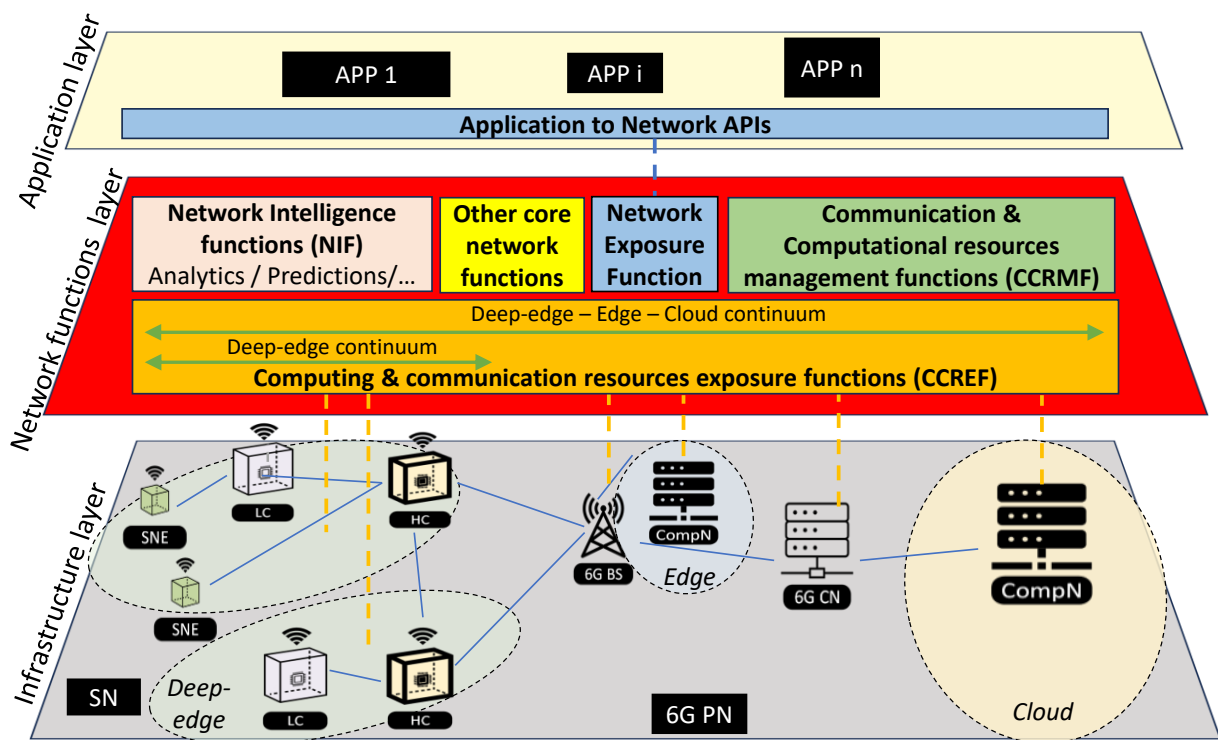 Application layer
APP 1
APP i
APP n
Application to Network APIs
Network functions layer
Network Intelligence
functions (NIF)
Analytics / Predictions/...
Other core
network
functions
Network
Exposure
Function
Communication &
Computational resources
management functions (CCRMF)
Deep-edge – Edge – Cloud continuum
Deep-edge continuum
Computing & communication resources exposure functions (CCREF)
Infrastructure layer
SNE
LC
HC
SNE
6G BS
CompN
Edge
6G CN
CompN
SN
Deep-
edge
LC
HC
6G PN
Cloud